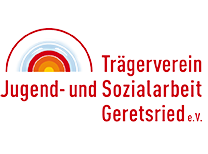 Trägerverein
Jugend- und Sozialarbeit
Geretsried e.V.